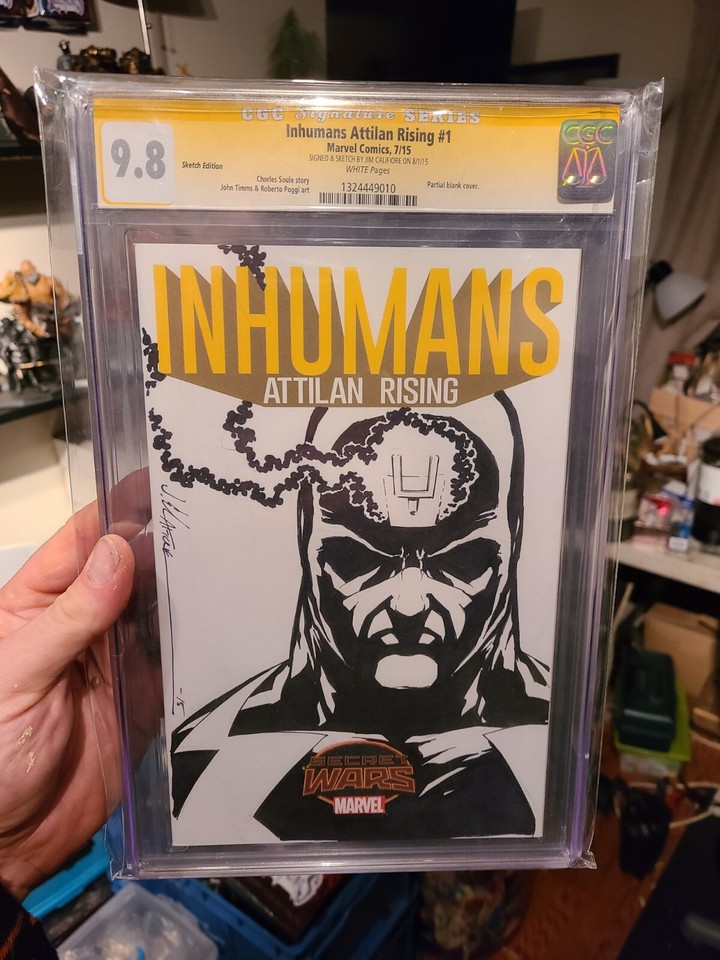 CGC Signature SERIES
9.8
Inhumans Attilan Rising #1
Marvel Comics, 7/15
SIGNED & SKETCH BY JIM CALIFIORE ON 8/1/15
Sketch Edition
WHITE Pages
Charles Soule story
John Timms & Roberto Poggi art
1324449010
Partial blank cover.
CGC
INHUMANS
ATTILAN RISING
-15
SECRET
WARS
MARVEL